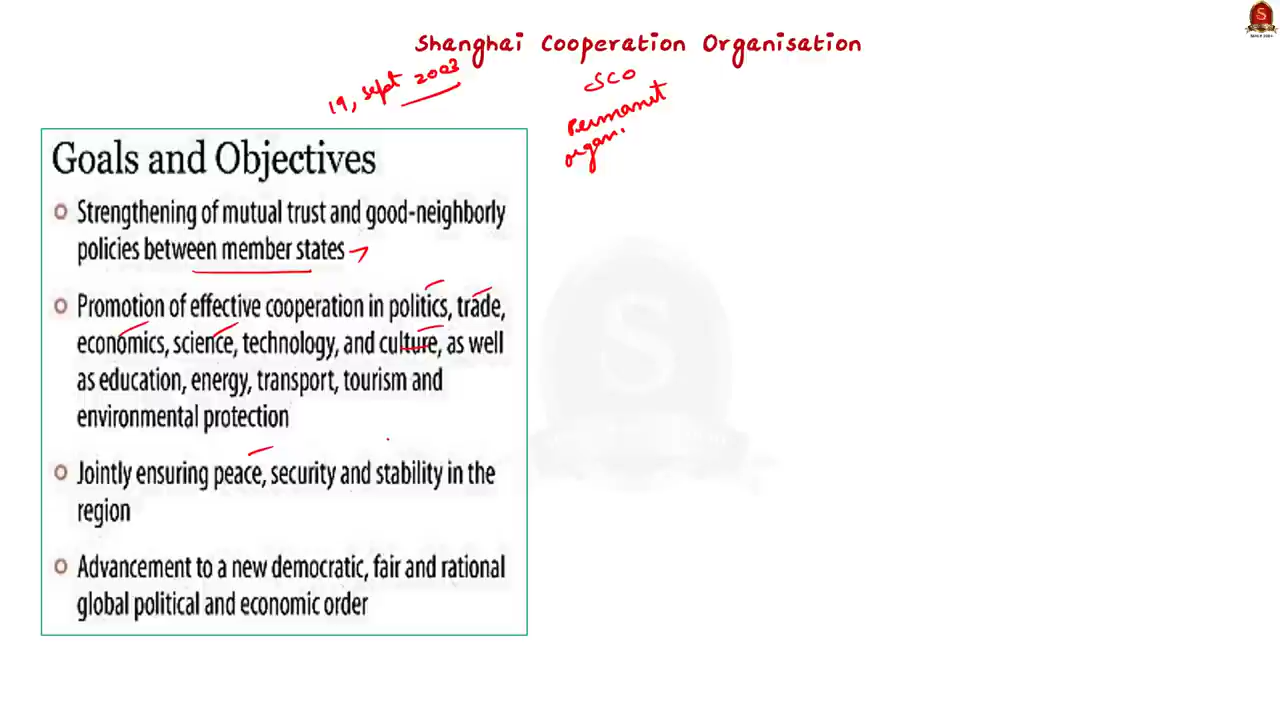 Shanghai Cooperation Organisation
19, sept 2003
SCO
Permanent
organ.
Goals and Objectives
Strengthening of mutual trust and good-neighborly
policies between member states
Promotion of effective cooperation in politics, trade,
economics, science, technology, and culture, as well
as education, energy, transport, tourism and
environmental protection
Jointly ensuring peace, security and stability in the
region
Advancement to a new democratic, fair and rational
global political and economic order
S
S